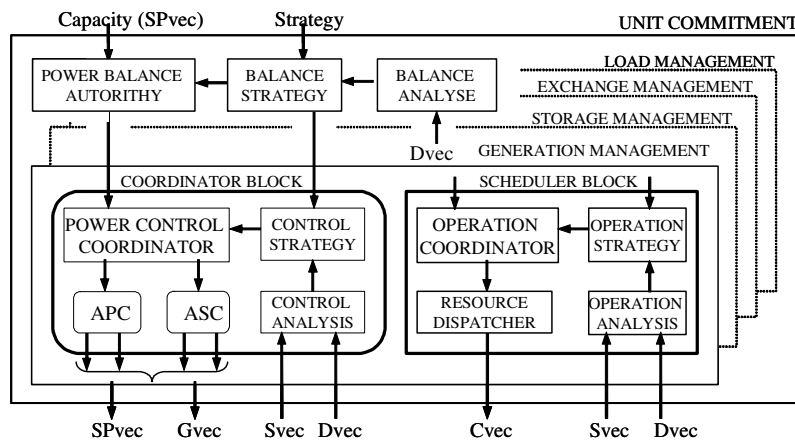 Capacity (SPvec) Strategy UNIT COMMITMENT
POWER BALANCE
AUTORITHY
BALANCE
STRATEGY
BALANCE
ANALYSE
LOAD MANAGEMENT
EXCHANGE MANAGEMENT
STORAGE MANAGEMENT
Dvec
GENERATION MANAGEMENT
COORDINATOR BLOCK
POWER CONTROL
COORDINATOR
CONTROL
STRATEGY
APC
ASC
CONTROL
ANALYSIS
SCHEDULER BLOCK
OPERATION
COORDINATOR
OPERATION
STRATEGY
RESOURCE
DISPATCHER
OPERATION
ANALYSIS
SPvec Gvec Svec Dvec Cvec Svec Dvec